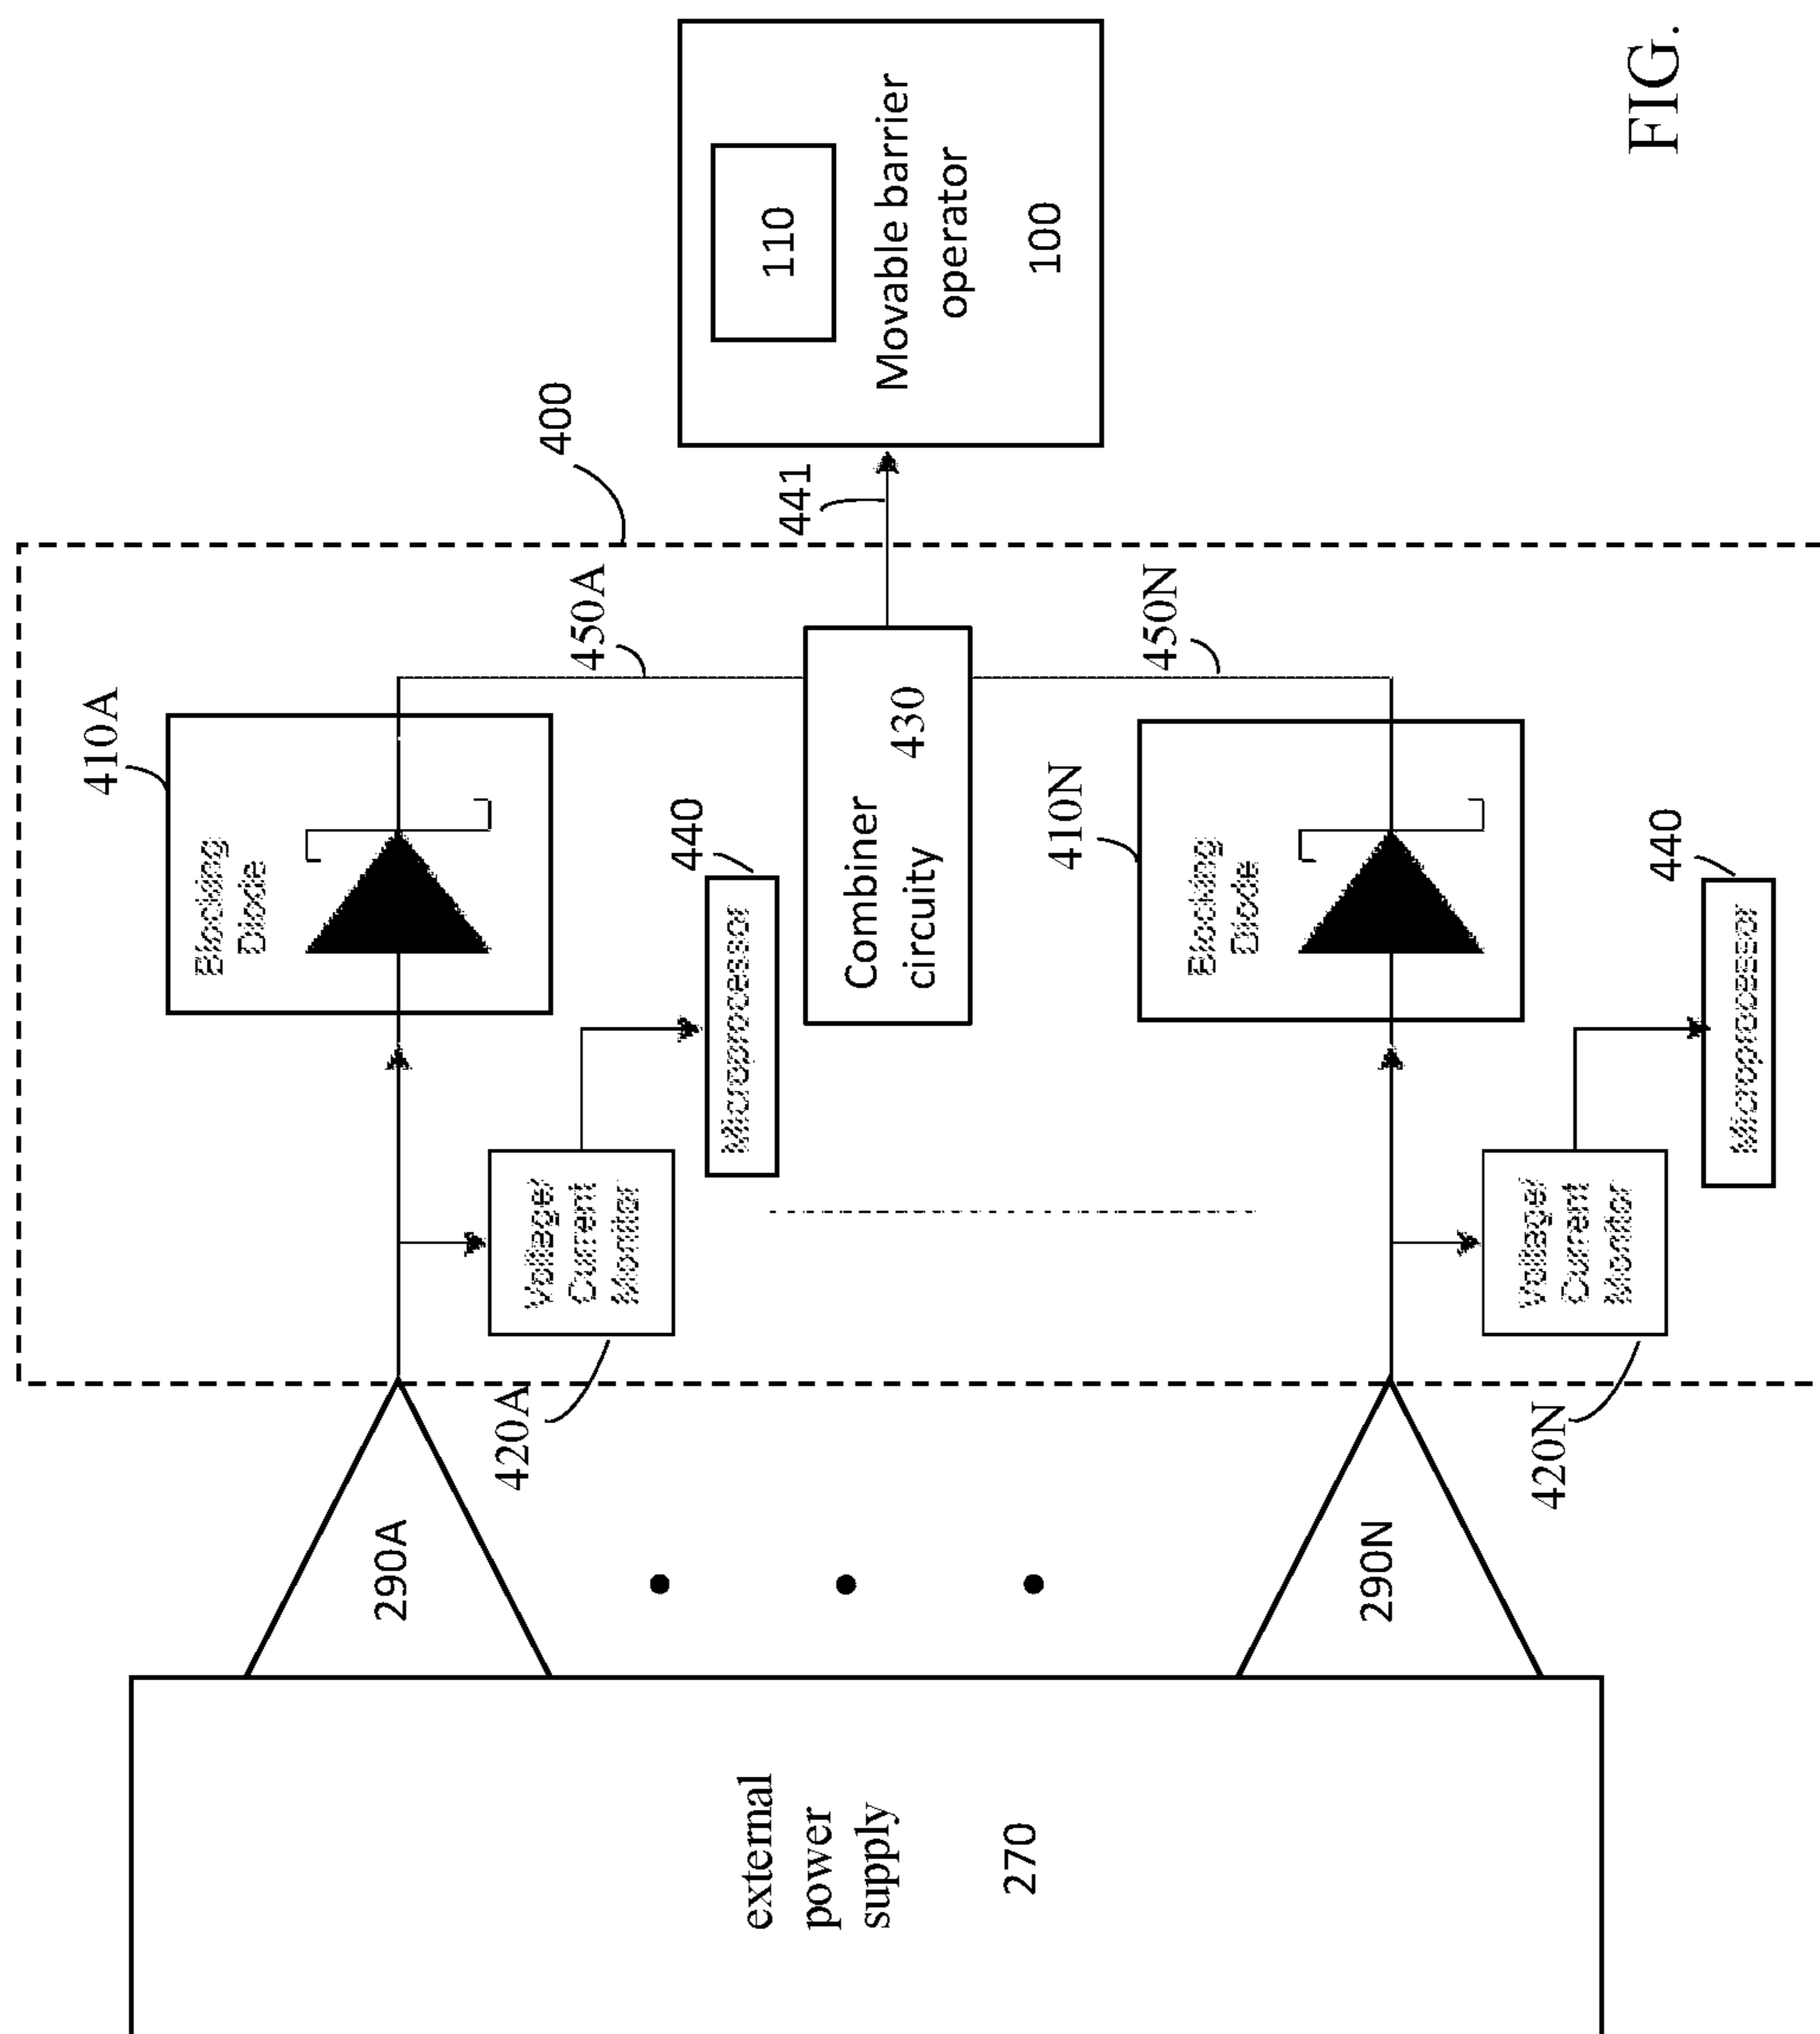 external
power
supply
270
290A
290N
420A
420N
Voltage/
Current
Monitor
Voltage/
Current
Monitor
Microprocessor
440
Microprocessor
440
Blocking
Diode
410A
Blocking
Diode
410N
Combiner
circuity
430
450A
450N
400
441
110
Movable barrier
operator
100
FIG.